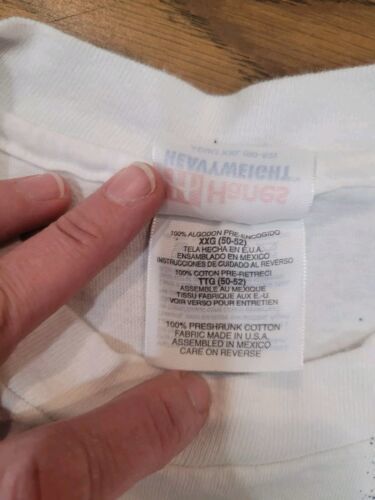 HEAVYWEIGHT
Hanes
100% ALGODON PRE-ENCOGIDO
XXG (50-52)
TELA HECHA EN E.U.A.
ENSAMBLADO EN MEXICO
INSTRUCCIONES DE CUIDADO AL REVERSO
100% COTON PRE-RETRECI
TTG (50-52)
ASSEMBLE AU MEXIQUE
TISSU FABRIQUE AUX E.-U
VOIR VERSO POUR ENTRETIEN
100% PRESHRUNK COTTON
FABRIC MADE IN U.S.A.
ASSEMBLED IN MEXICO
CARE ON REVERSE